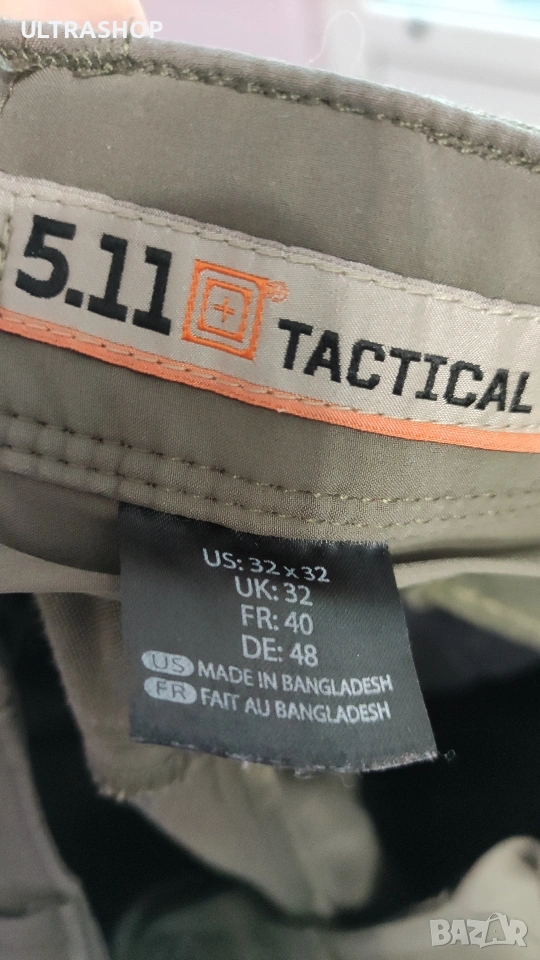 ULTRASHOP
5.11® TACTICAL
US: 32 x 32
UK: 32
FR: 40
DE: 48
US MADE IN BANGLADESH
FR FAIT AU BANGLADESH
BAZAR